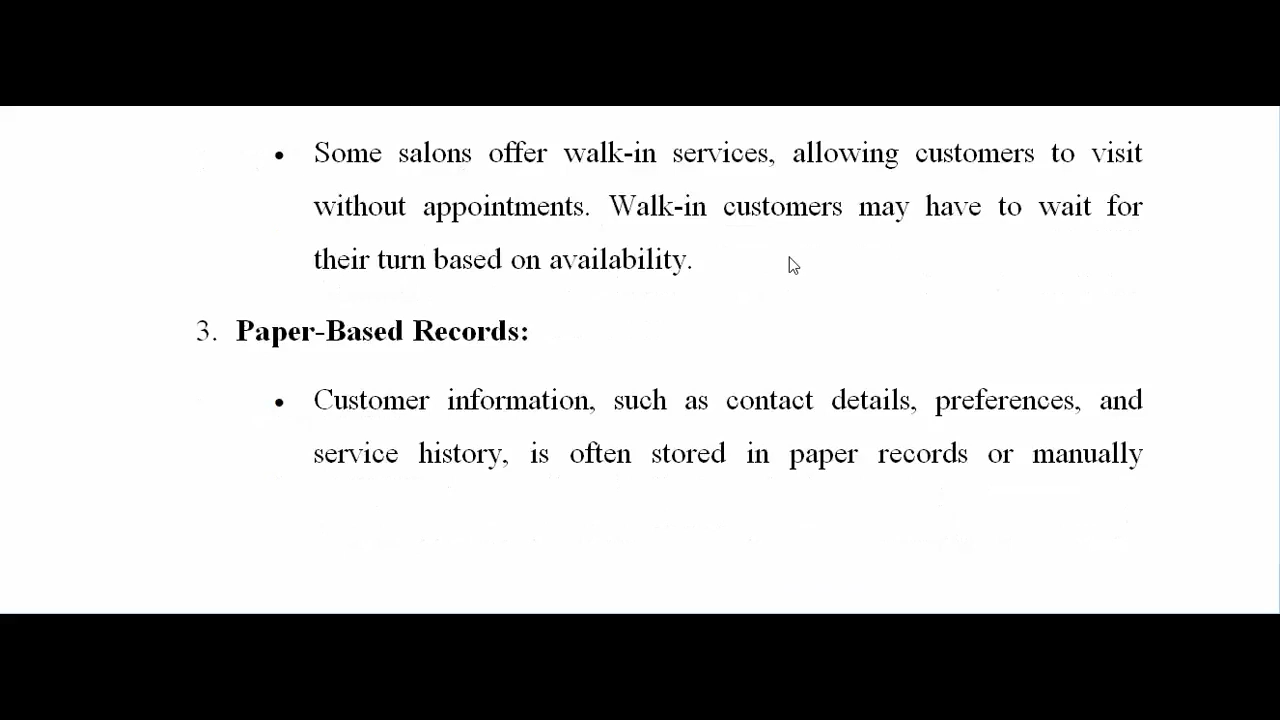 • Some salons offer walk-in services, allowing customers to visit
without appointments. Walk-in customers may have to wait for
their turn based on availability.
3. Paper-Based Records:
• Customer information, such as contact details, preferences, and
service history, is often stored in paper records or manually